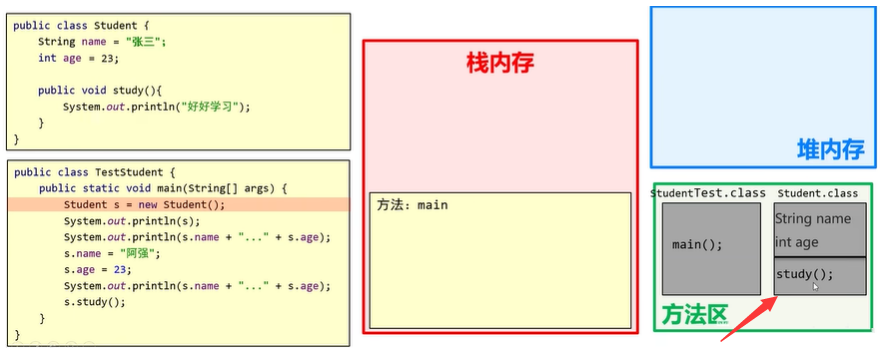 public class Student {
String name = "张三";
int age = 23;
public void study(){
System.out.println("好好学习");
}
}
public class TestStudent {
public static void main(String[] args) {
Student s = new Student();
System.out.println(s);
System.out.println(s.name + "..." + s.age);
s.name = "阿强";
s.age = 23;
System.out.println(s.name + "..." + s.age);
s.study();
}
}
栈内存
方法: main
堆内存
StudentTest.class
main();
Student.class
String name
int age
study();
方法区